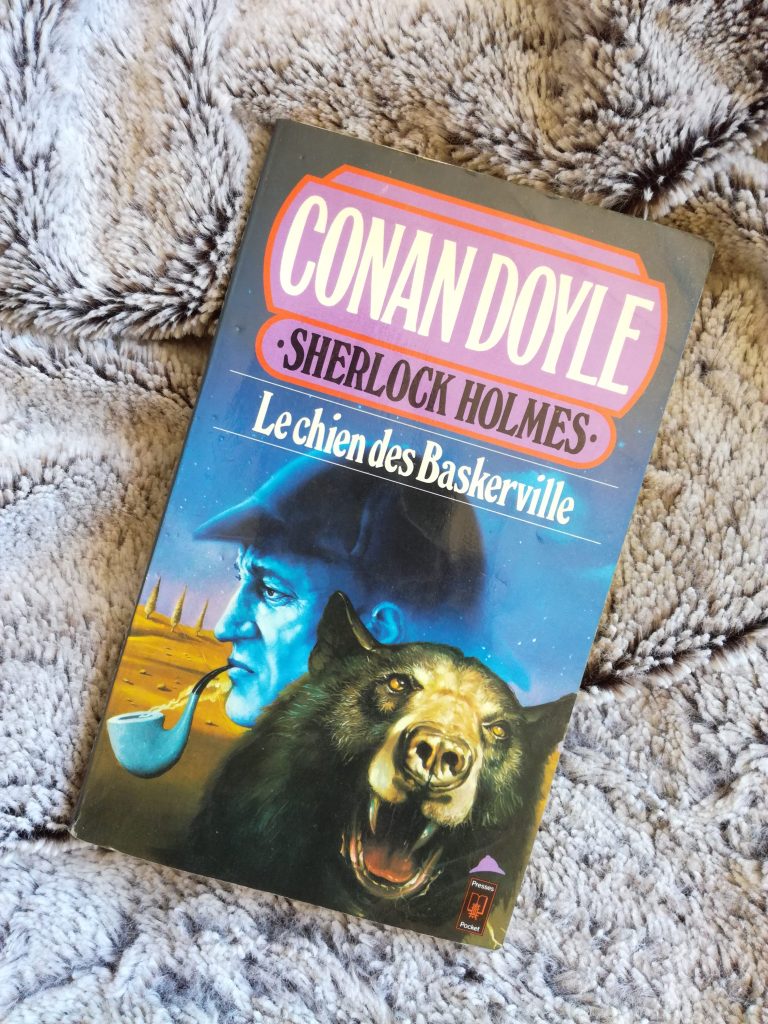 CONAN DOYLE
·SHERLOCK HOLMES·
Le chien des Baskerville
Presses
Pocket